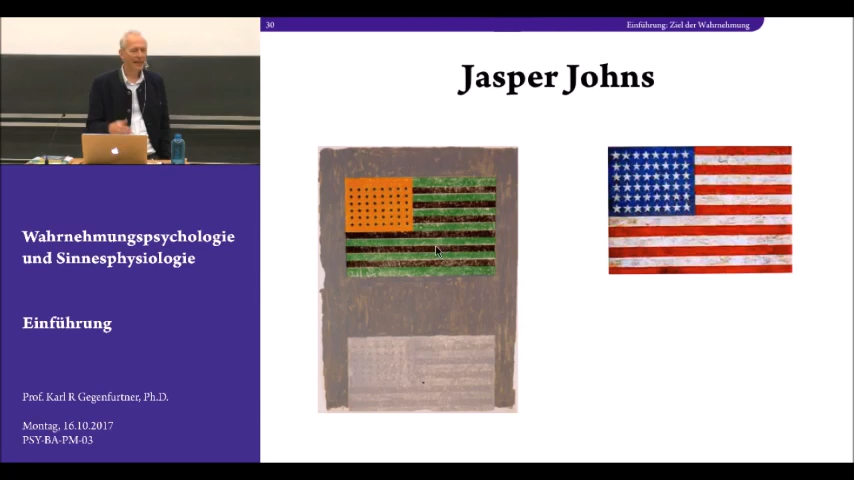 30
Einführung: Ziel der Wahrnehmung
Jasper Johns
Wahrnehmungspsychologie
und Sinnesphysiologie
Einführung
Prof. Karl R Gegenfurtner, Ph.D.
Montag, 16.10.2017
PSY-BA-PM-03